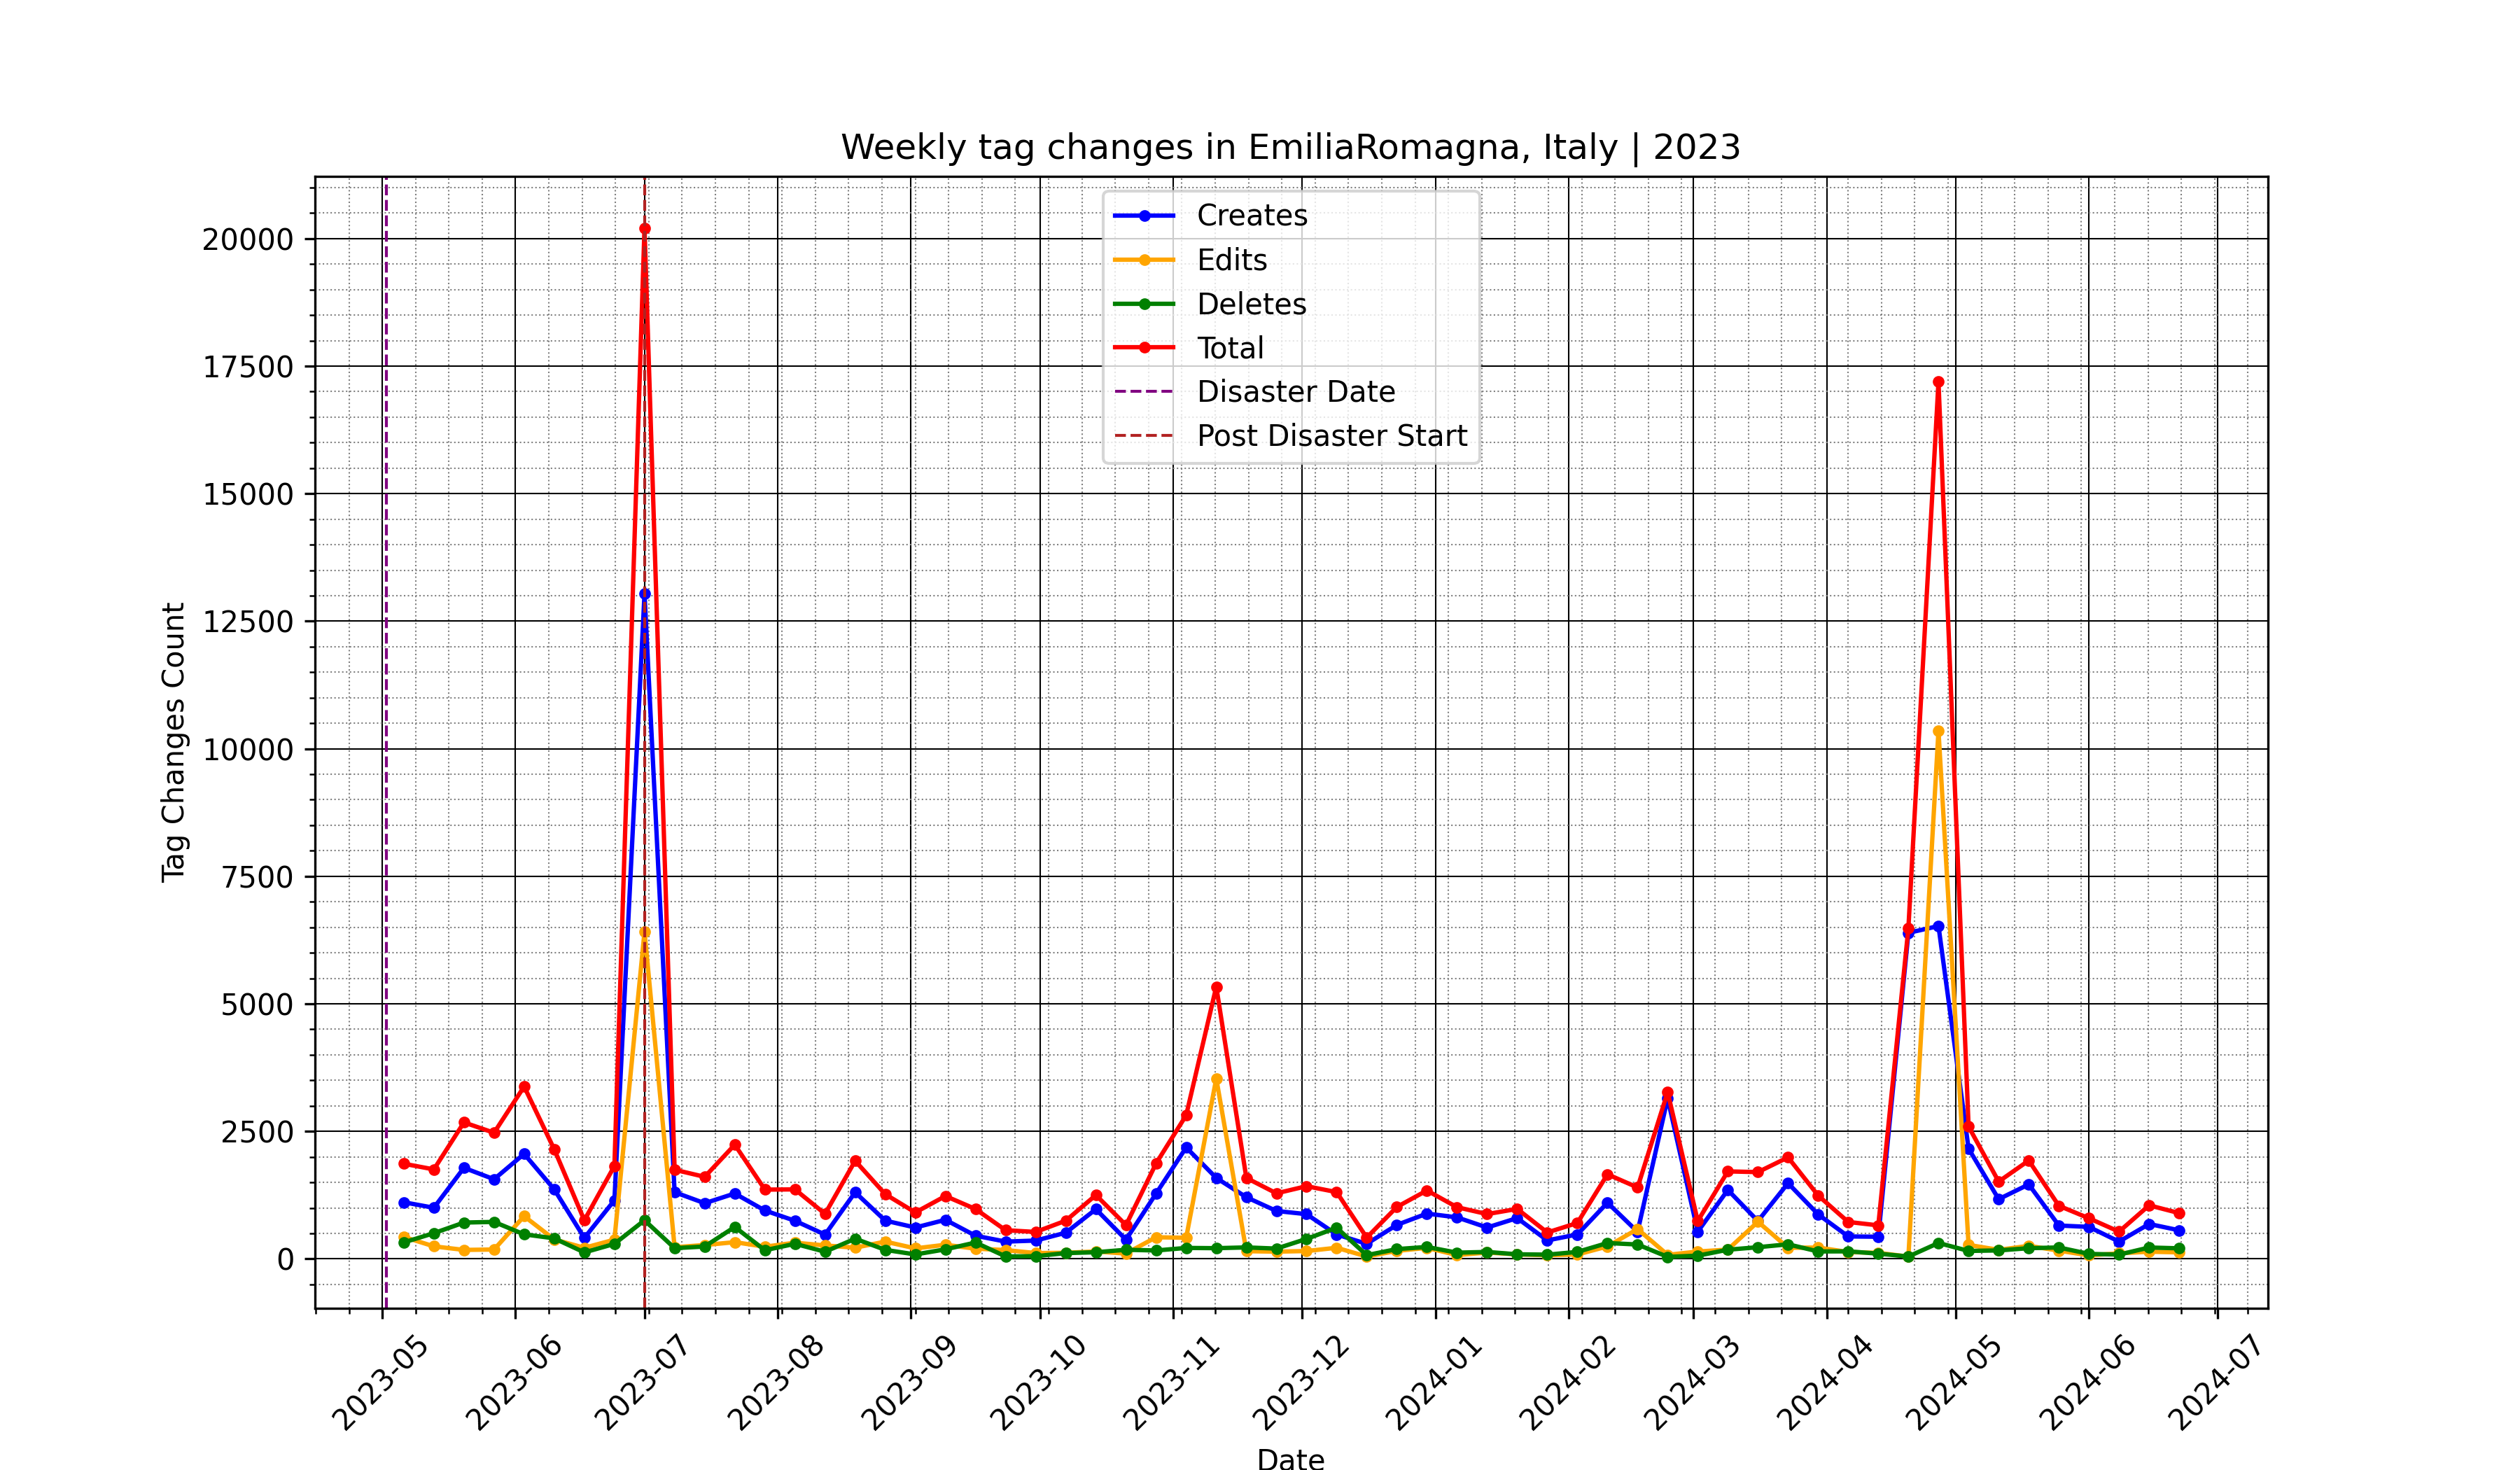 Weekly tag changes in EmiliaRomagna, Italy | 2023
Creates
Edits
Deletes
Total
Disaster Date
Post Disaster Start
Tag Changes Count
20000
17500
15000
12500
10000
7500
5000
2500
0
2023-05
2023-06
2023-07
2023-08
2023-09
2023-10
2023-11
2023-12
2024-01
2024-02
2024-03
2024-04
2024-05
2024-06
2024-07
Date